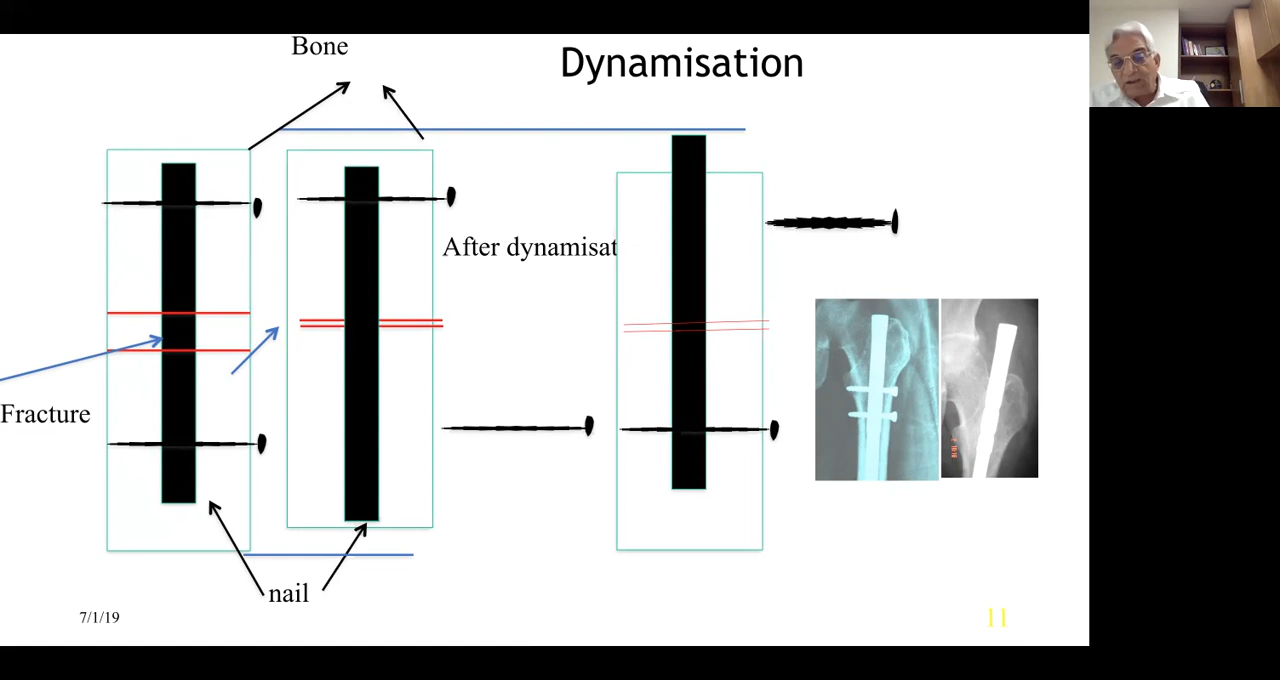 Bone
Dynamisation
After dynamisat
Fracture
nail
7/1/19
11